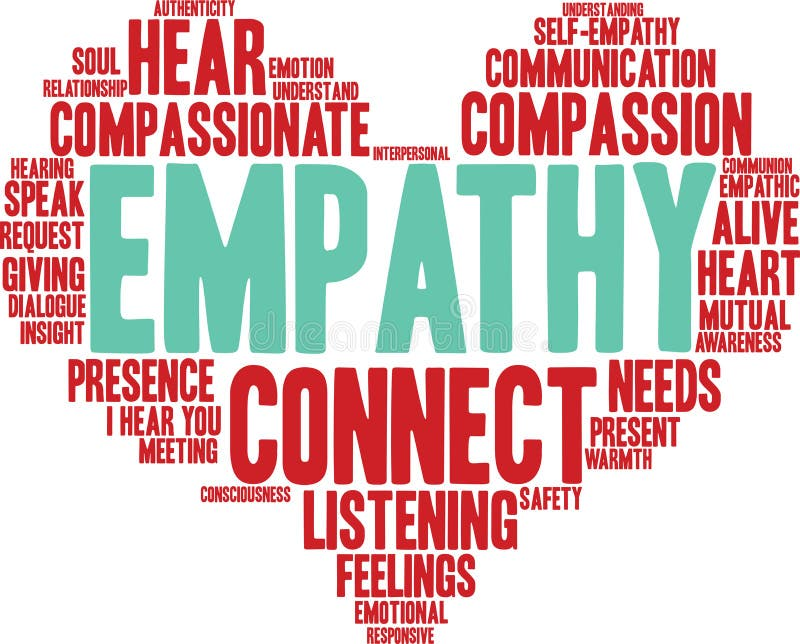 AUTHENTICITY
HEAR
SOUL
EMOTION
RELATIONSHIP
UNDERSTAND
COMPASSIONATE
INTERPERSONAL
UNDERSTANDING
SELF-EMPATHY
COMMUNICATION
COMPASSION
HEARING
SPEAK
REQUEST
GIVING
DIALOGUE
INSIGHT
EMPATHY
COMMUNION
EMPATHIC
ALIVE
HEART
MUTUAL
AWARENESS
PRESENCE
I HEAR YOU
MEETING
CONNECT
NEEDS
PRESENT
WARMTH
CONSCIOUSNESS
SAFETY
LISTENING
FEELINGS
EMOTIONAL
RESPONSIVE
dreamstime